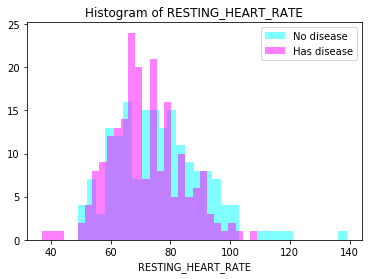 Histogram of RESTING_HEART_RATE
No disease
Has disease
25
20
15
10
5
0
40 60 80 100 120 140
RESTING_HEART_RATE